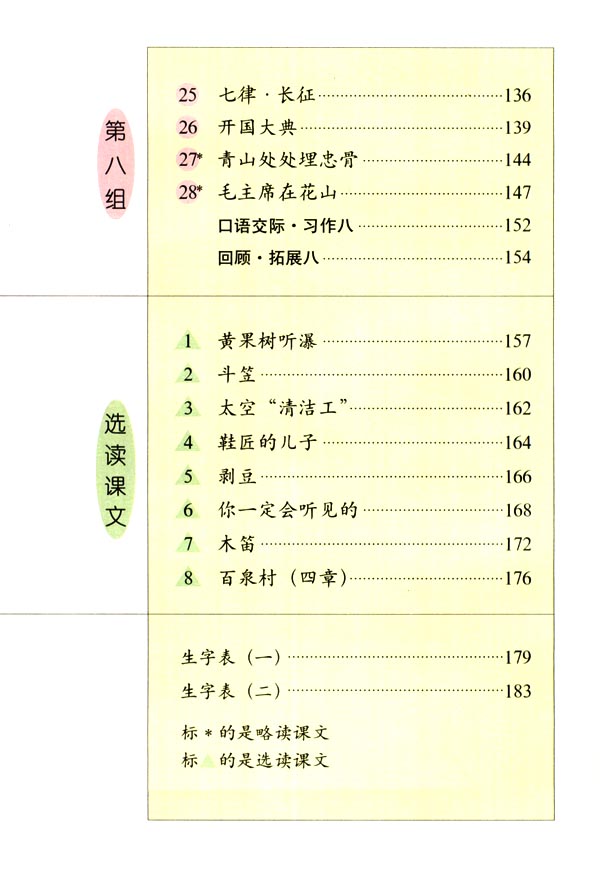 第八组
25 七律·长征……136
26 开国大典……139
27* 青山处处埋忠骨……144
28* 毛主席在花山……147
口语交际·习作八……152
回顾·拓展八……154
选读课文
1 黄果树听瀑……157
2 斗笠……160
3 太空“清洁工”……162
4 鞋匠的儿子……164
5 剥豆……166
6 你一定会听见的……168
7 木笛……172
8 百泉村（四章）……176
生字表（一）……179
生字表（二）……183
标*的是略读课文
标▲的是选读课文